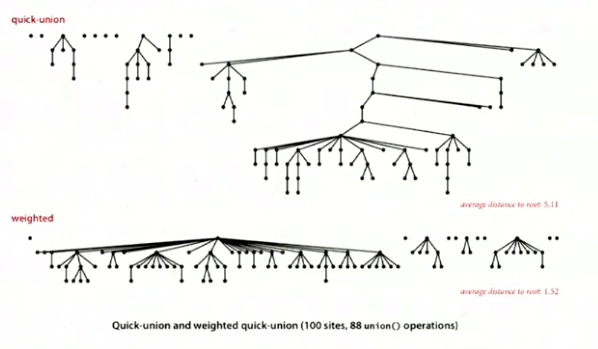 quick-union
average distance to root: 5.11
weighted
average distance to root: 1.52
Quick-union and weighted quick-union (100 sites, 88 union() operations)